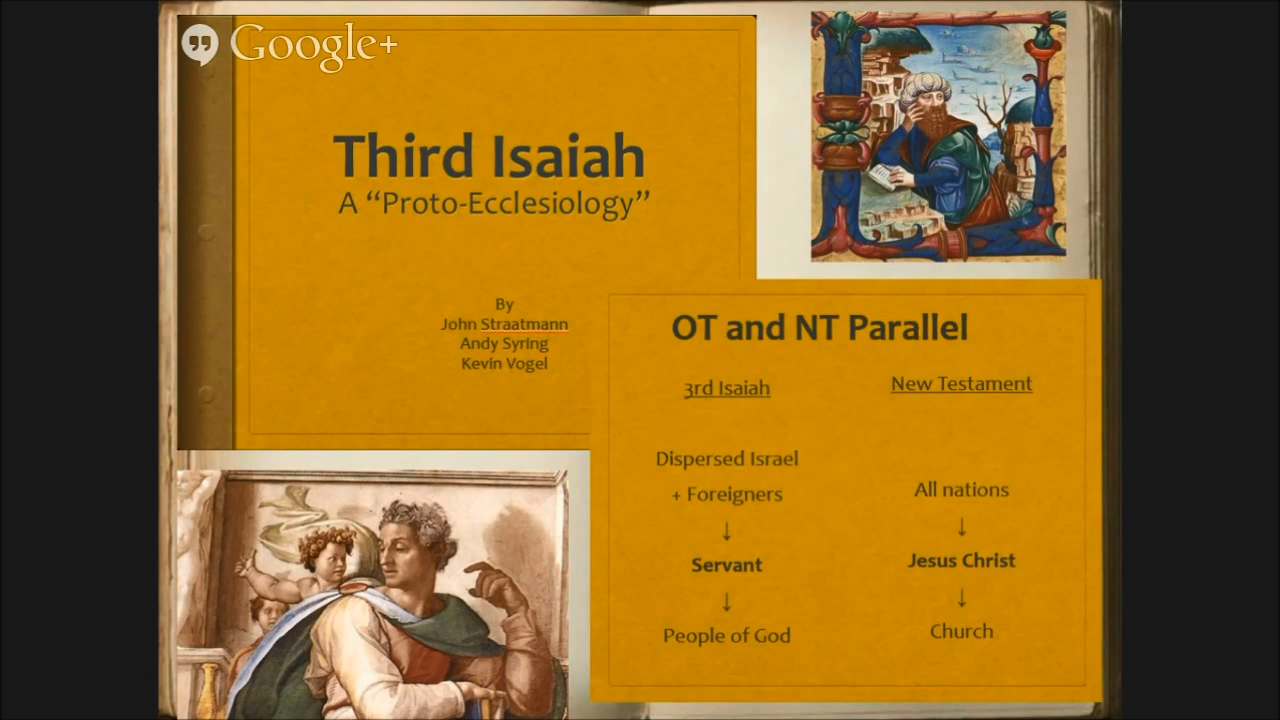 Google+
Third Isaiah
A “Proto-Ecclesiology”
By
John Straatmann
Andy Syring
Kevin Vogel
OT and NT Parallel
3rd Isaiah
Dispersed Israel
+ Foreigners
↓
Servant
↓
People of God
New Testament
All nations
↓
Jesus Christ
↓
Church